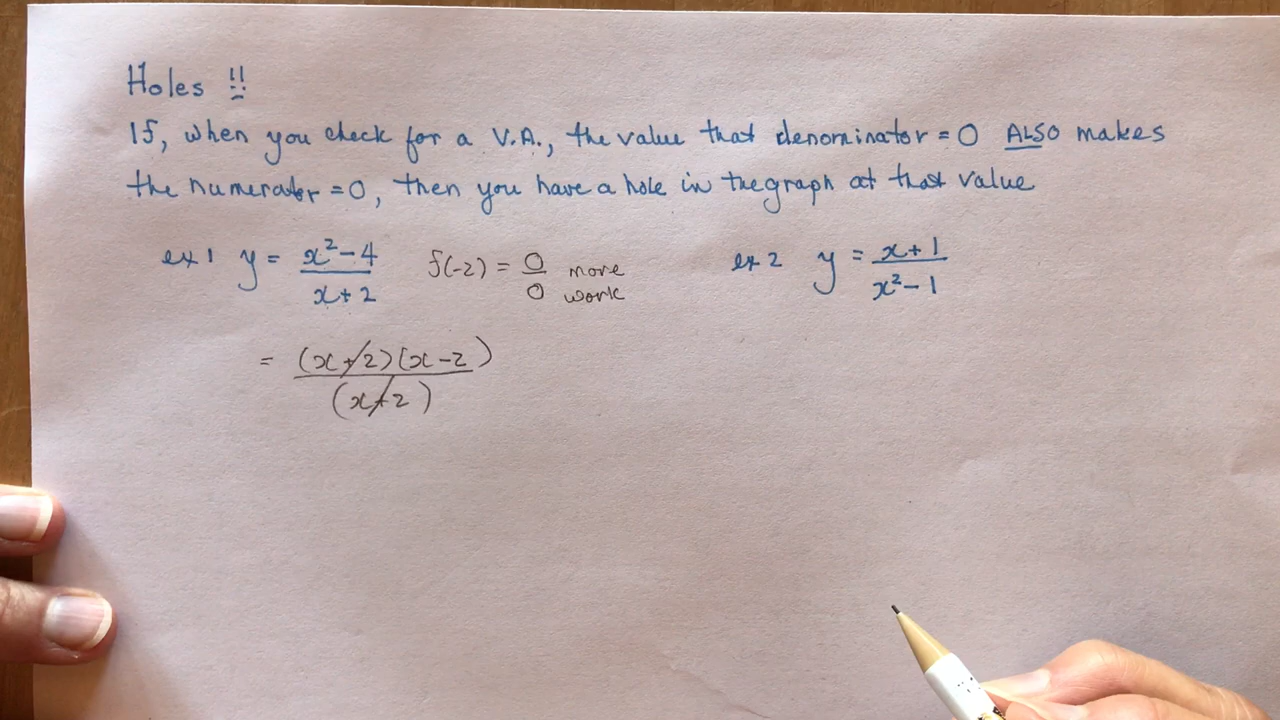 Holes !!
If, when you check for a V.A., the value that denominator = 0 ALSO makes
the numerator = 0, then you have a hole in the graph at that value
ex 1 y = x² - 4 / x + 2 f(-2) = 0 / 0 more work
ex 2 y = x + 1 / x² - 1
= (x + 2)(x - 2) / (x + 2)